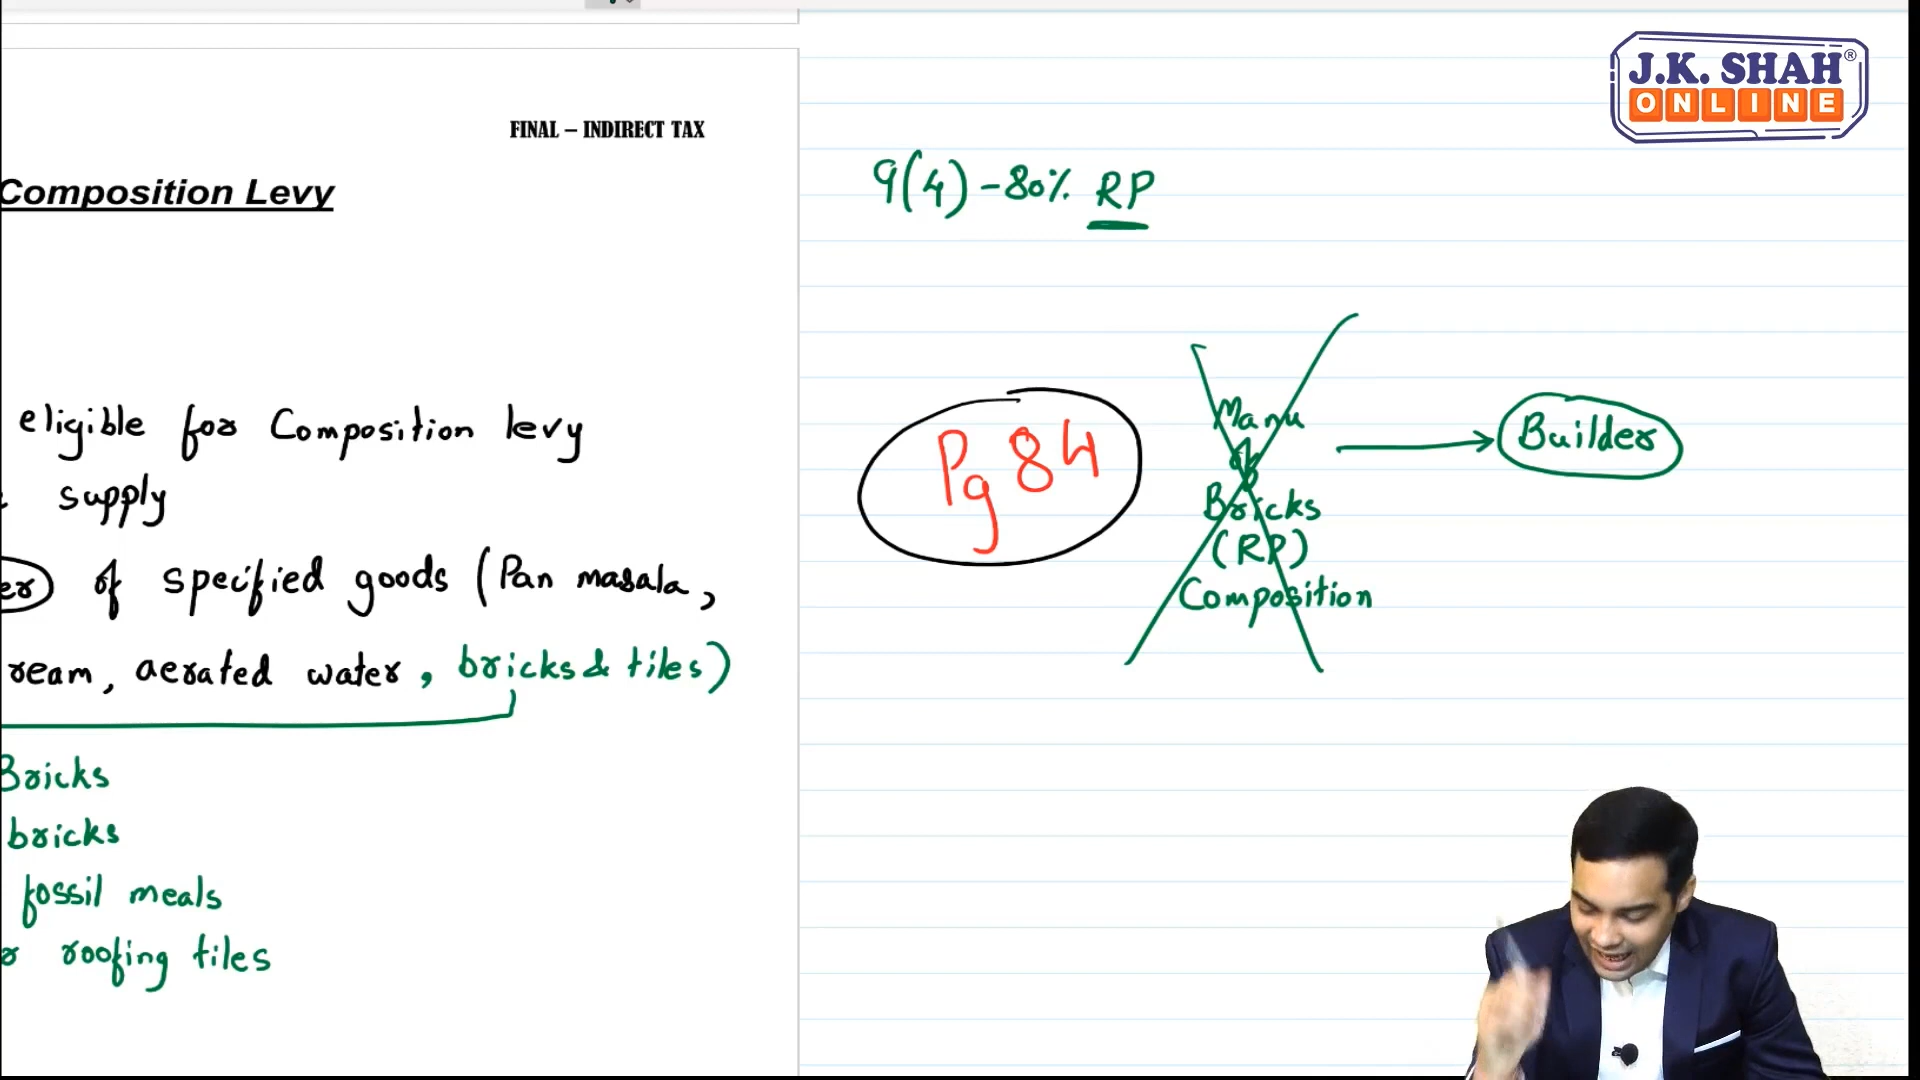 FINAL – INDIRECT TAX
Composition Levy
eligible for Composition levy
supply
of specified goods (Pan masala,
ream, aerated water, bricks & tiles)
Bricks
bricks
fossil meals
roofing tiles
J.K. SHAH®
ONLINE
9(4) - 80% RP
Pg 84
Manu
of
Bricks
(RP)
Composition
Builder